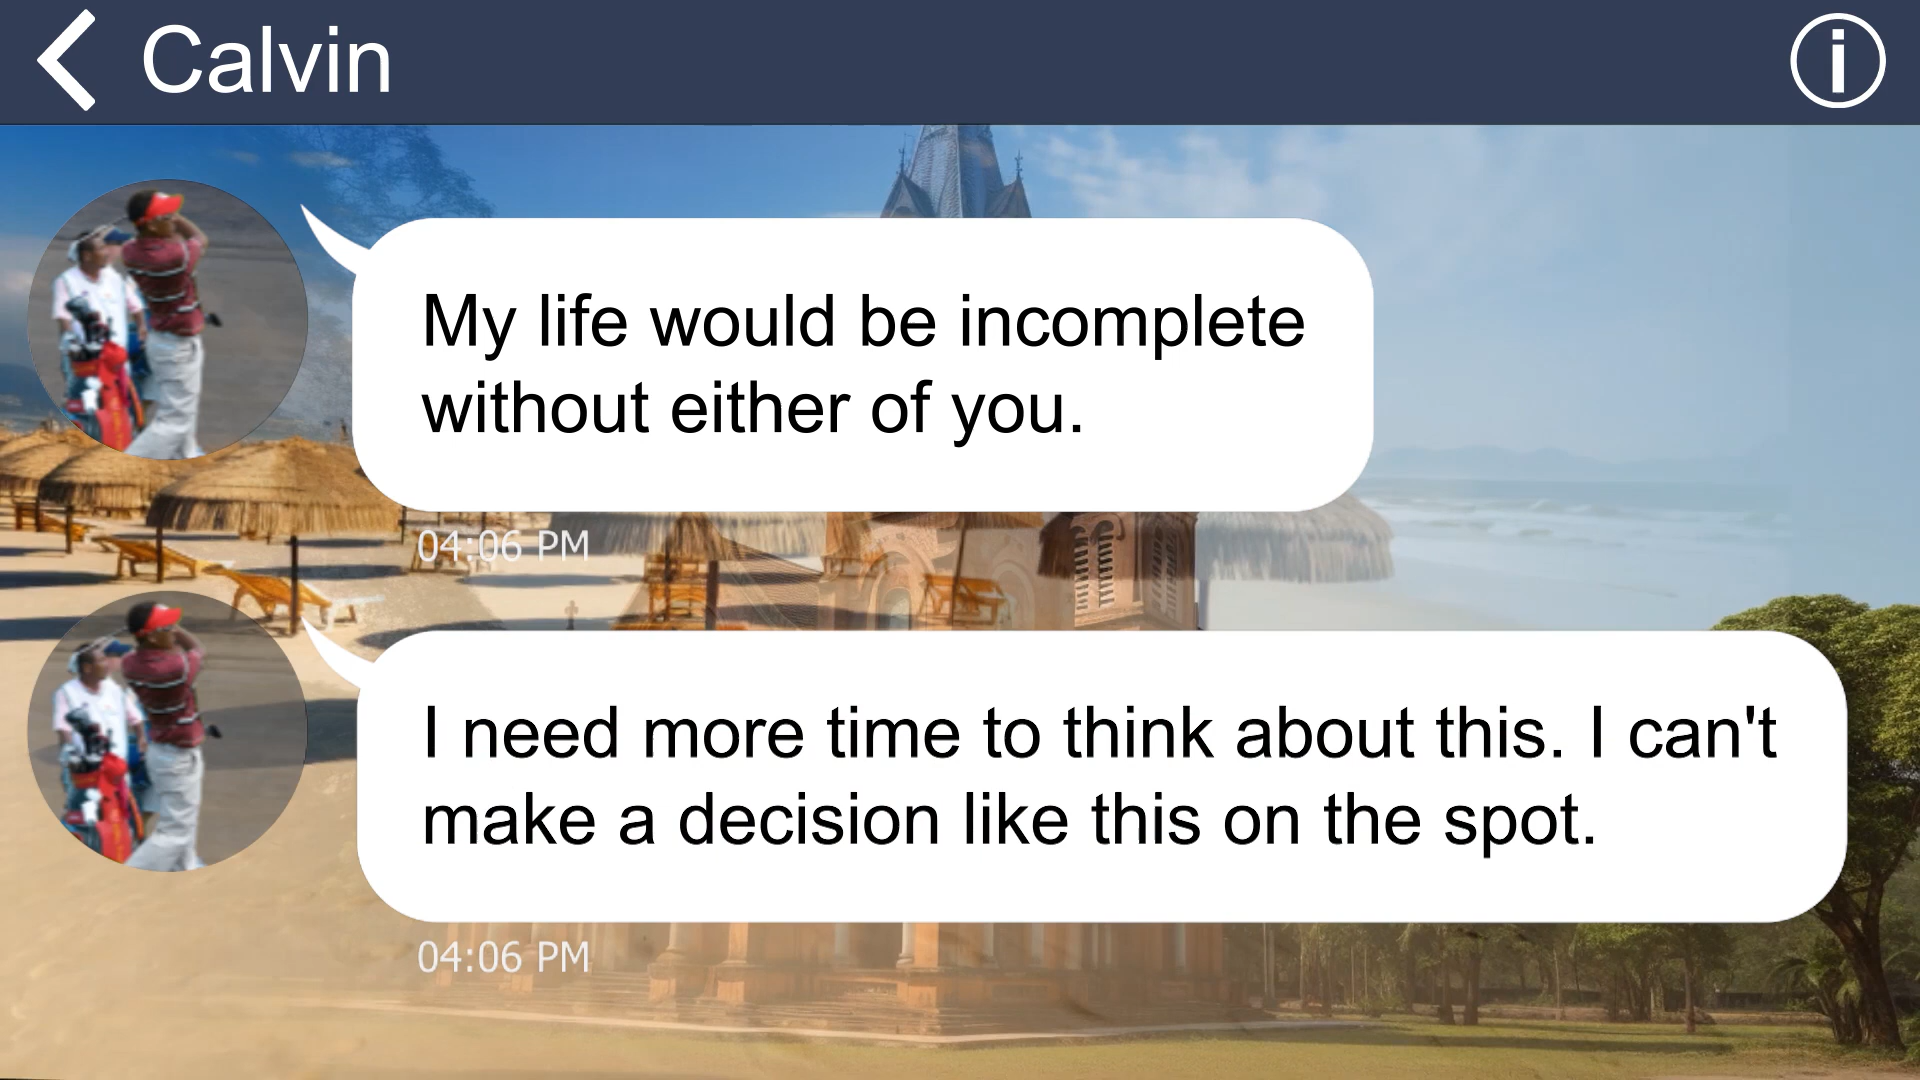 Calvin
My life would be incomplete
without either of you.
04:06 PM
I need more time to think about this. I can't
make a decision like this on the spot.
04:06 PM